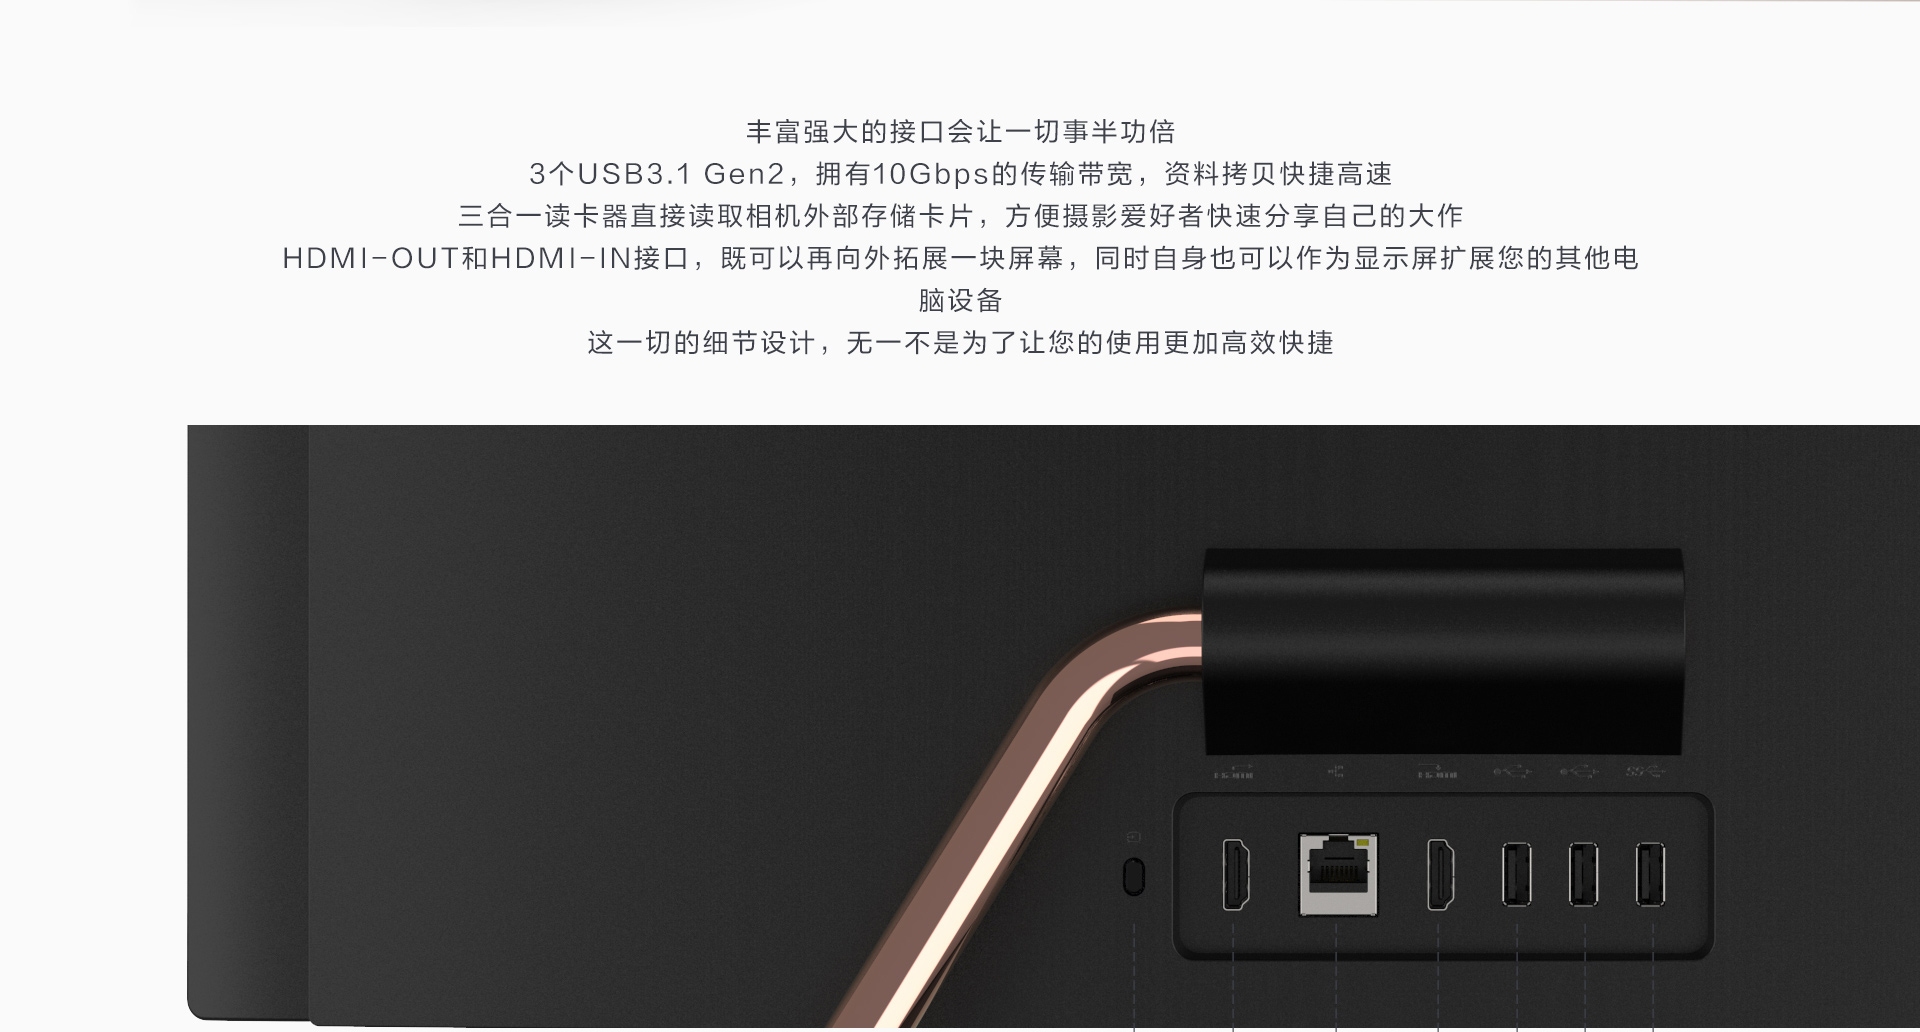 丰富强大的接口会让一切事半功倍
3个USB3.1 Gen2，拥有10Gbps的传输带宽，资料拷贝快捷高速
三合一读卡器直接读取相机外部存储卡片，方便摄影爱好者快速分享自己的大作
HDMI-OUT和HDMI-IN接口，既可以再向外拓展一块屏幕，同时自身也可以作为显示屏扩展您的其他电
脑设备
这一切的细节设计，无一不是为了让您的使用更加高效快捷